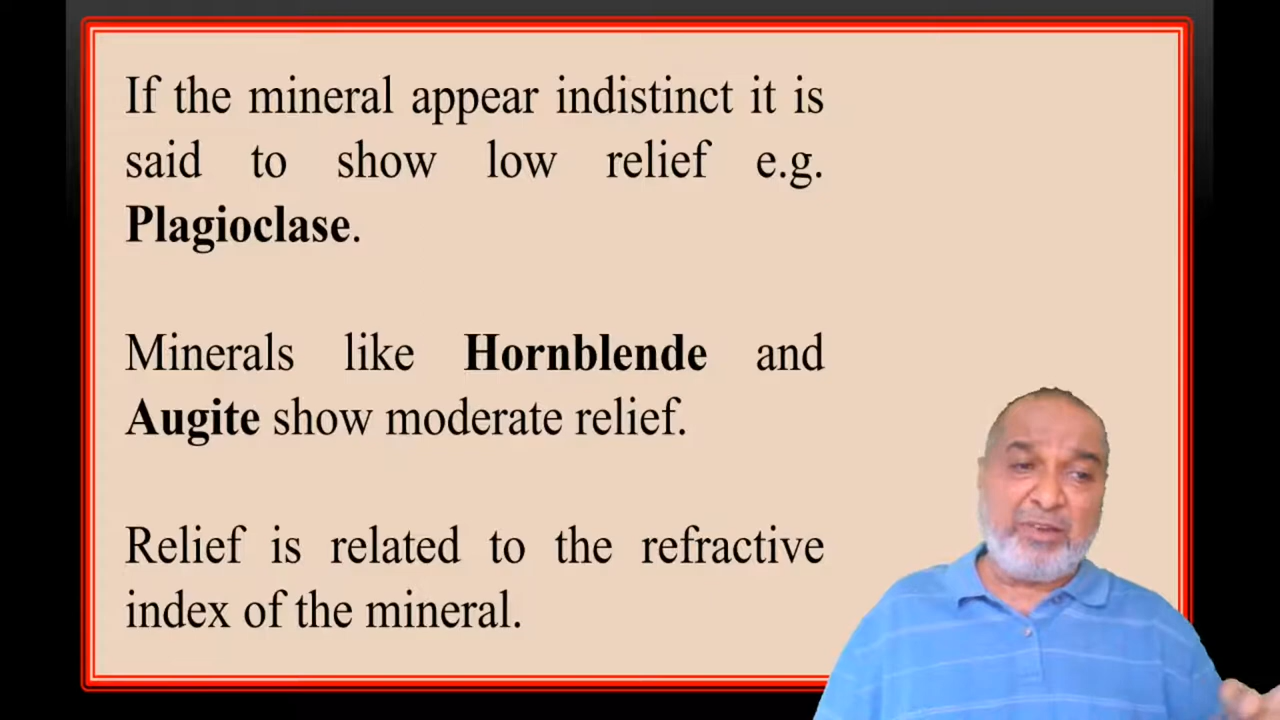 If the mineral appear indistinct it is
said to show low relief e.g.
Plagioclase.
Minerals like Hornblende and
Augite show moderate relief.
Relief is related to the refractive
index of the mineral.